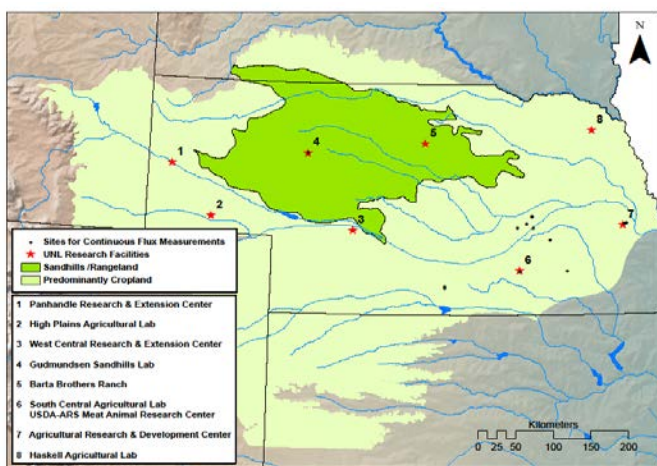 N
8
5
4
1
2
3
7
6
Sites for Continuous Flux Measurements
UNL Research Facilities
Sandhills /Rangeland
Predominantly Cropland
1 Panhandle Research & Extension Center
2 High Plains Agricultural Lab
3 West Central Research & Extension Center
4 Gudmundsen Sandhills Lab
5 Barta Brothers Ranch
6 South Central Agricultural Lab
USDA-ARS Meat Animal Research Center
7 Agricultural Research & Development Center
8 Haskell Agricultural Lab
Kilometers
0 25 50 100 150 200